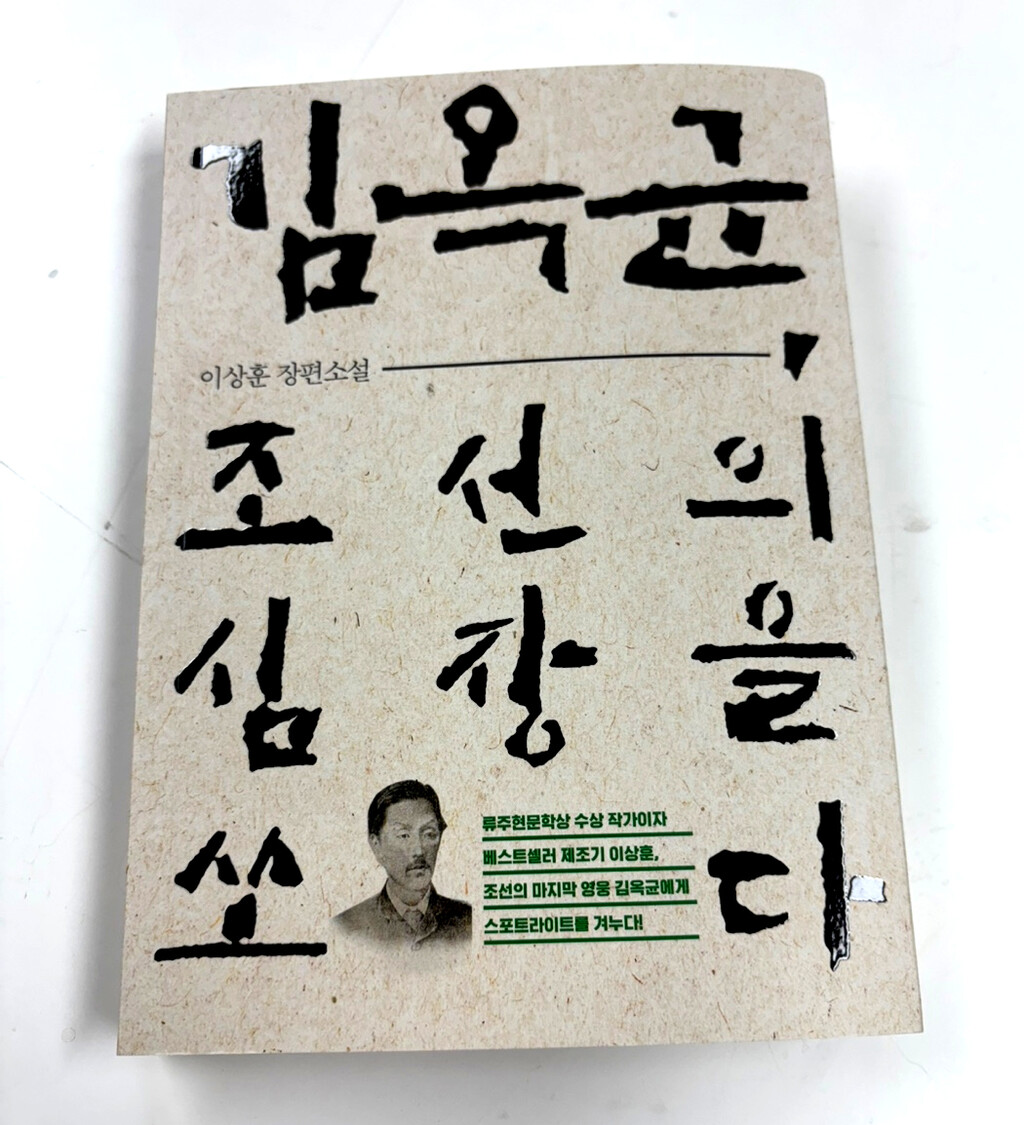 김옥균,
이상훈 장편소설
조선의
심장을
쏘다
류주현문학상 수상 작가이자
베스트셀러 제조기 이상훈,
조선의 마지막 영웅 김옥균에게
스포트라이트를 겨누다!